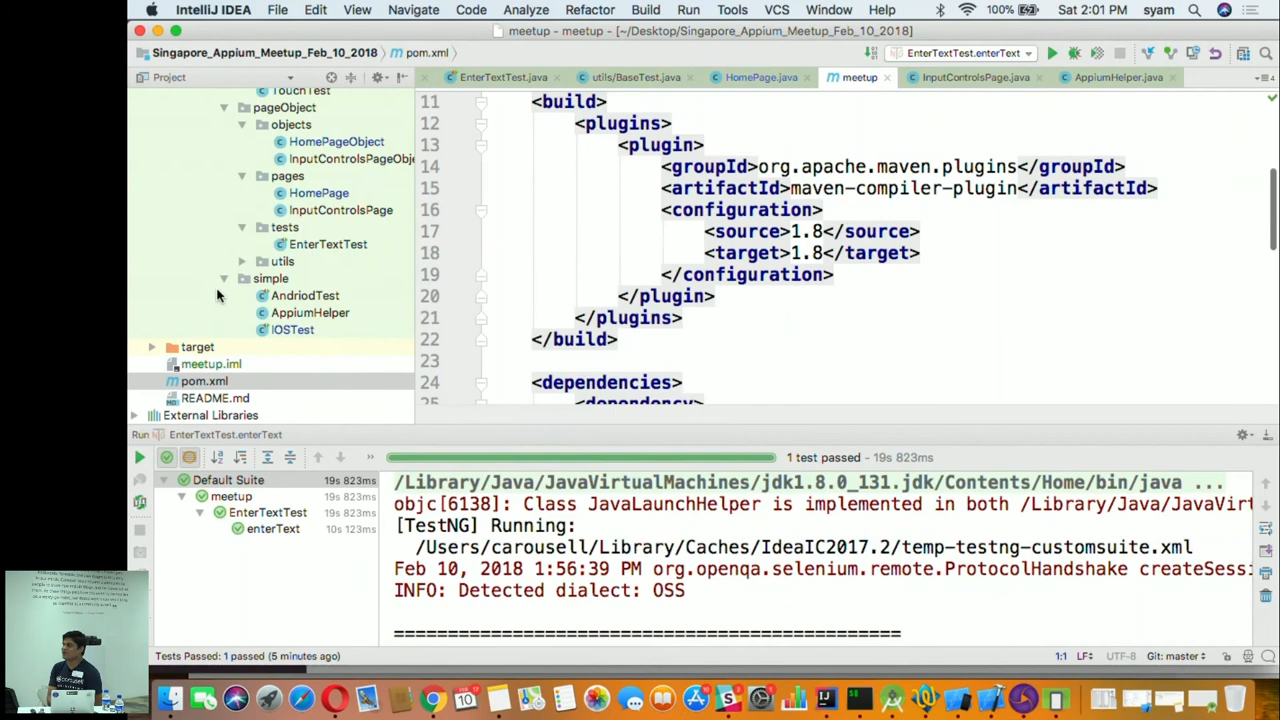 IntelliJ IDEA File Edit View Navigate Code Analyze Refactor Build Run Tools VCS Window Help 100% Sat 2:01 PM syam
meetup - meetup - [~/Desktop/Singapore_Appium_Meetup_Feb_10_2018]
Singapore_Appium_Meetup_Feb_10_2018 pom.xml EnterTextTest.enterText
Project EnterTextTest.java utils/BaseTest.java HomePage.java meetup InputControlsPage.java AppiumHelper.java
TouchTest
pageObject
objects
HomePageObject
InputControlsPageObje
pages
HomePage
InputControlsPage
tests
EnterTextTest
utils
simple
AndriodTest
AppiumHelper
IOSTest
target
meetup.iml
pom.xml
README.md
External Libraries
11 <build>
12 <plugins>
13 <plugin>
14 <groupId>org.apache.maven.plugins</groupId>
15 <artifactId>maven-compiler-plugin</artifactId>
16 <configuration>
17 <source>1.8</source>
18 <target>1.8</target>
19 </configuration>
20 </plugin>
21 </plugins>
22 </build>
23
24 <dependencies>
25 <dependency>
Run EnterTextTest.enterText
1 test passed - 19s 823ms
Default Suite 19s 823ms
meetup 19s 823ms
EnterTextTest 19s 823ms
enterText 10s 123ms
/Library/Java/JavaVirtualMachines/jdk1.8.0_131.jdk/Contents/Home/bin/java ...
objc[6138]: Class JavaLaunchHelper is implemented in both /Library/Java/JavaVirt
[TestNG] Running:
/Users/carousell/Library/Caches/IdeaIC2017.2/temp-testng-customsuite.xml
Feb 10, 2018 1:56:39 PM org.openqa.selenium.remote.ProtocolHandshake createSessi
INFO: Detected dialect: OSS
===============================================
Tests Passed: 1 passed (5 minutes ago) 1:1 LF UTF-8 Git: master